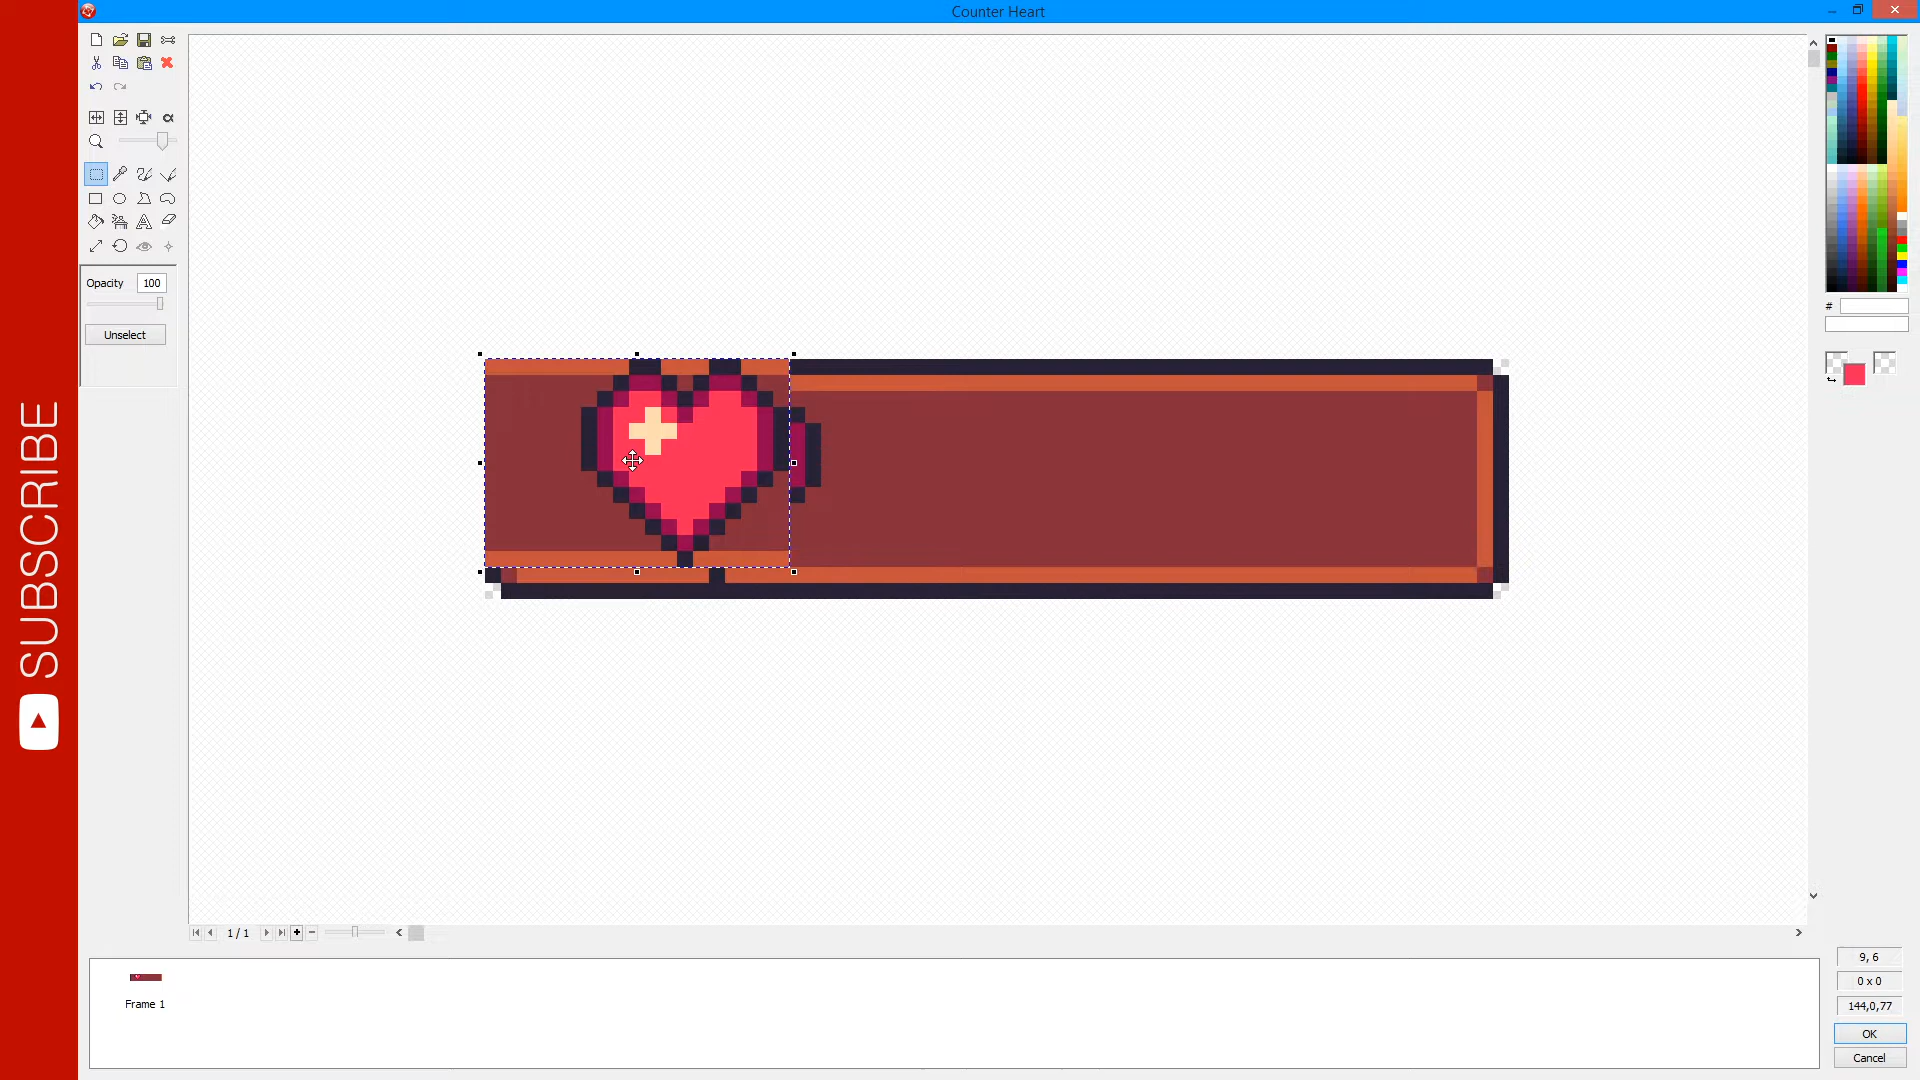 Counter Heart
Opacity 100
Unselect
#
SUBSCRIBE
1 / 1
Frame 1
9, 6
0 x 0
144,0,77
OK
Cancel